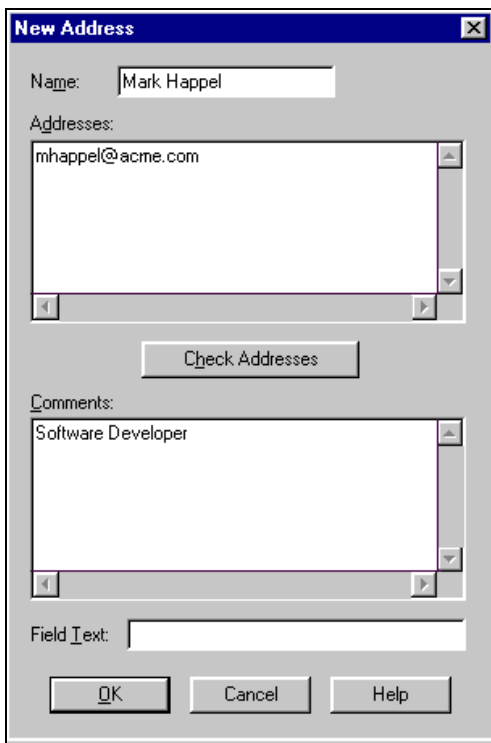 New Address
Name: Mark Happel
Addresses:
mhappel@acme.com
Check Addresses
Comments:
Software Developer
Field Text:
OK Cancel Help